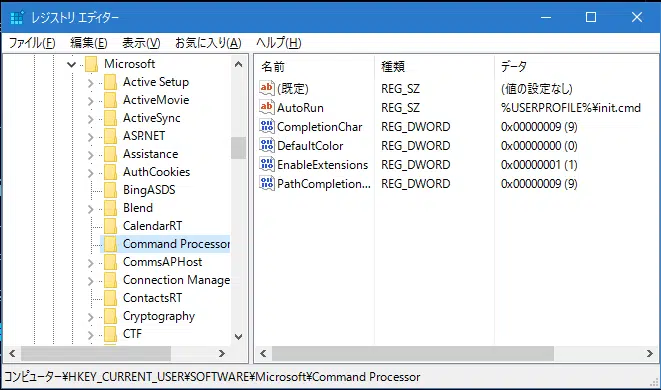 レジストリ エディター
ファイル(F) 編集(E) 表示(V) お気に入り(A) ヘルプ(H)
Microsoft
Active Setup
ActiveMovie
ActiveSync
ASP.NET
Assistance
AuthCookies
BingASDS
Blend
CalendarRT
Command Processor
CommsAPHost
Connection Manage
ContactsRT
Cryptography
CTF
名前 種類 データ
(既定) REG_SZ (値の設定なし)
AutoRun REG_SZ %USERPROFILE%¥init.cmd
CompletionChar REG_DWORD 0x00000009 (9)
DefaultColor REG_DWORD 0x00000000 (0)
EnableExtensions REG_DWORD 0x00000001 (1)
PathCompletion... REG_DWORD 0x00000009 (9)
コンピューター¥HKEY_CURRENT_USER¥SOFTWARE¥Microsoft¥Command Processor